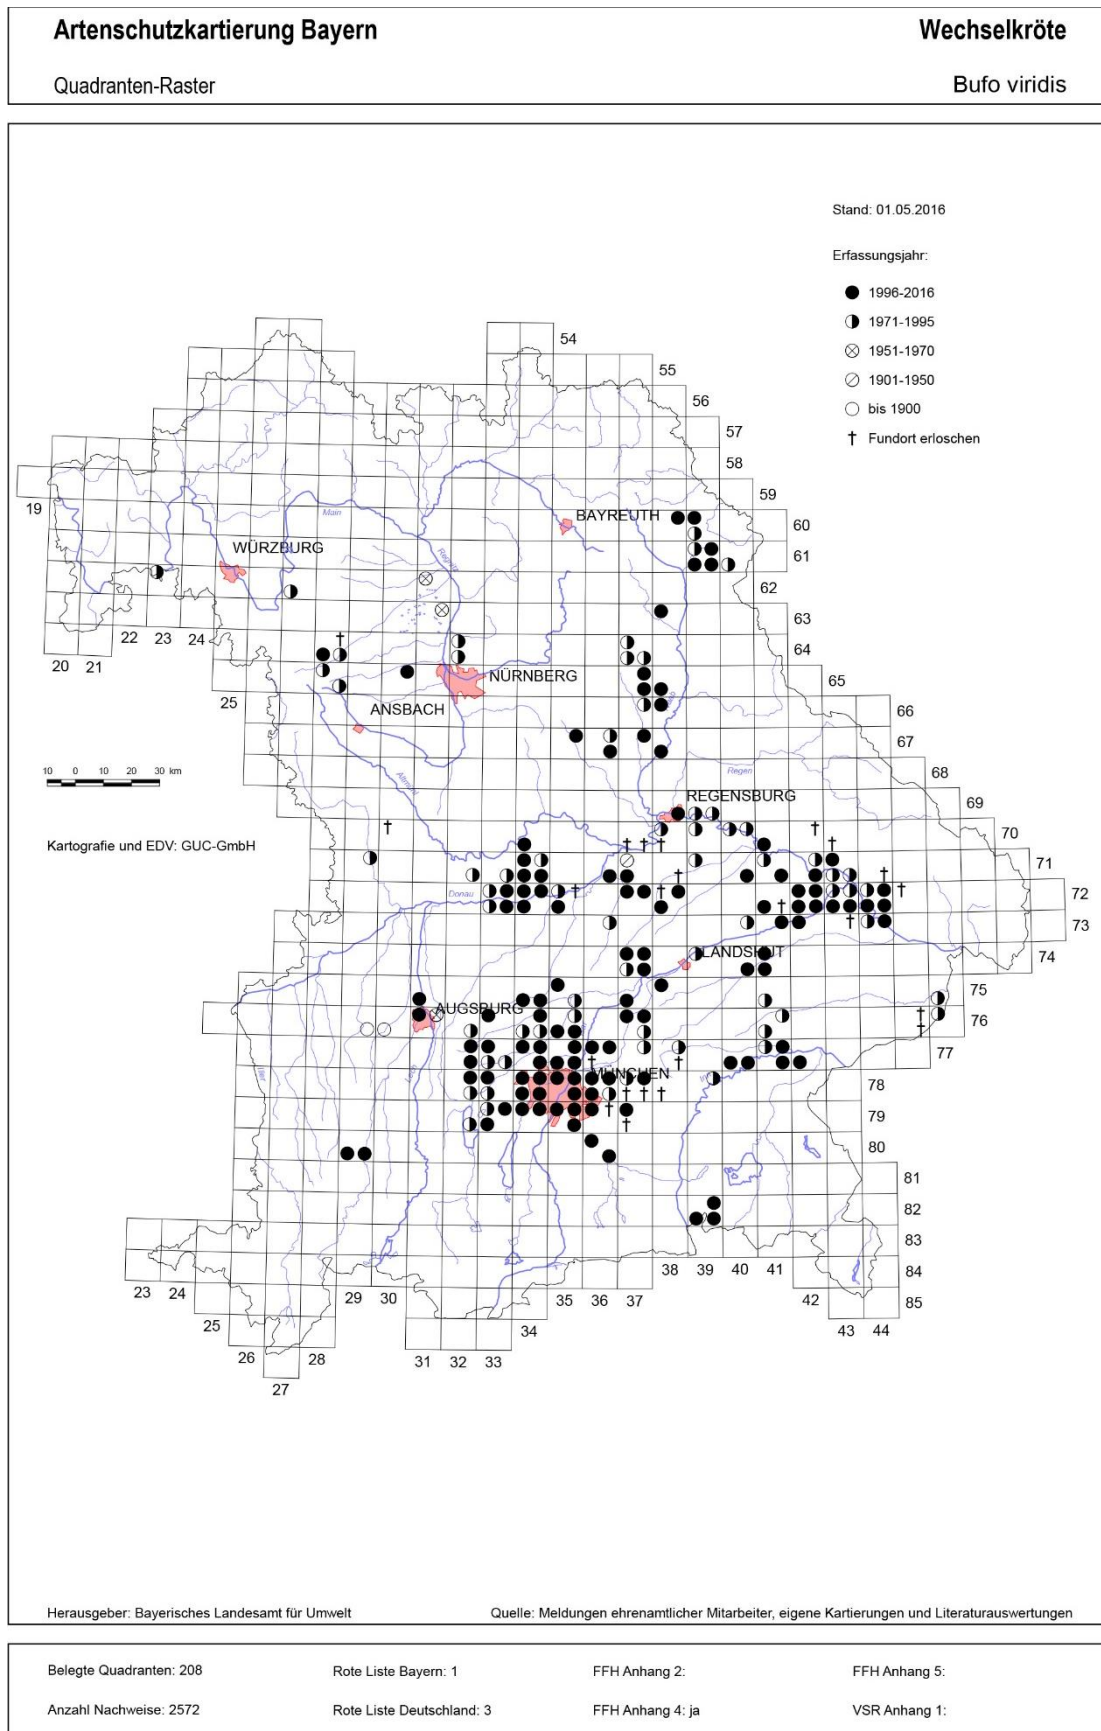 Artenschutzkartierung Bayern
Wechselkröte
Quadranten-Raster
Bufo viridis
Stand: 01.05.2016
Erfassungsjahr:
1996-2016
1971-1995
1951-1970
1901-1950
bis 1900
† Fundort erloschen
54
55
56
57
58
59
19
60
BAYREUTH
Main
Regnitz
WÜRZBURG
61
62
63
22 23 24
64
20 21
NÜRNBERG
65
25
ANSBACH
66
67
Regen
68
10 0 10 20 30 km
Altmühl
REGENSBURG
69
70
Kartografie und EDV: GUC-GmbH
71
Donau
72
73
LANDSHUT
74
75
AUGSBURG
76
77
Iller
Lech
Inn
MÜNCHEN
78
79
80
81
82
83
38 39 40 41
84
23 24
29 30
35 36 37
42
85
25
34
43 44
26
28
31 32 33
27
Herausgeber: Bayerisches Landesamt für Umwelt
Quelle: Meldungen ehrenamtlicher Mitarbeiter, eigene Kartierungen und Literaturauswertungen
Belegte Quadranten: 208
Rote Liste Bayern: 1
FFH Anhang 2:
FFH Anhang 5:
Anzahl Nachweise: 2572
Rote Liste Deutschland: 3
FFH Anhang 4: ja
VSR Anhang 1: